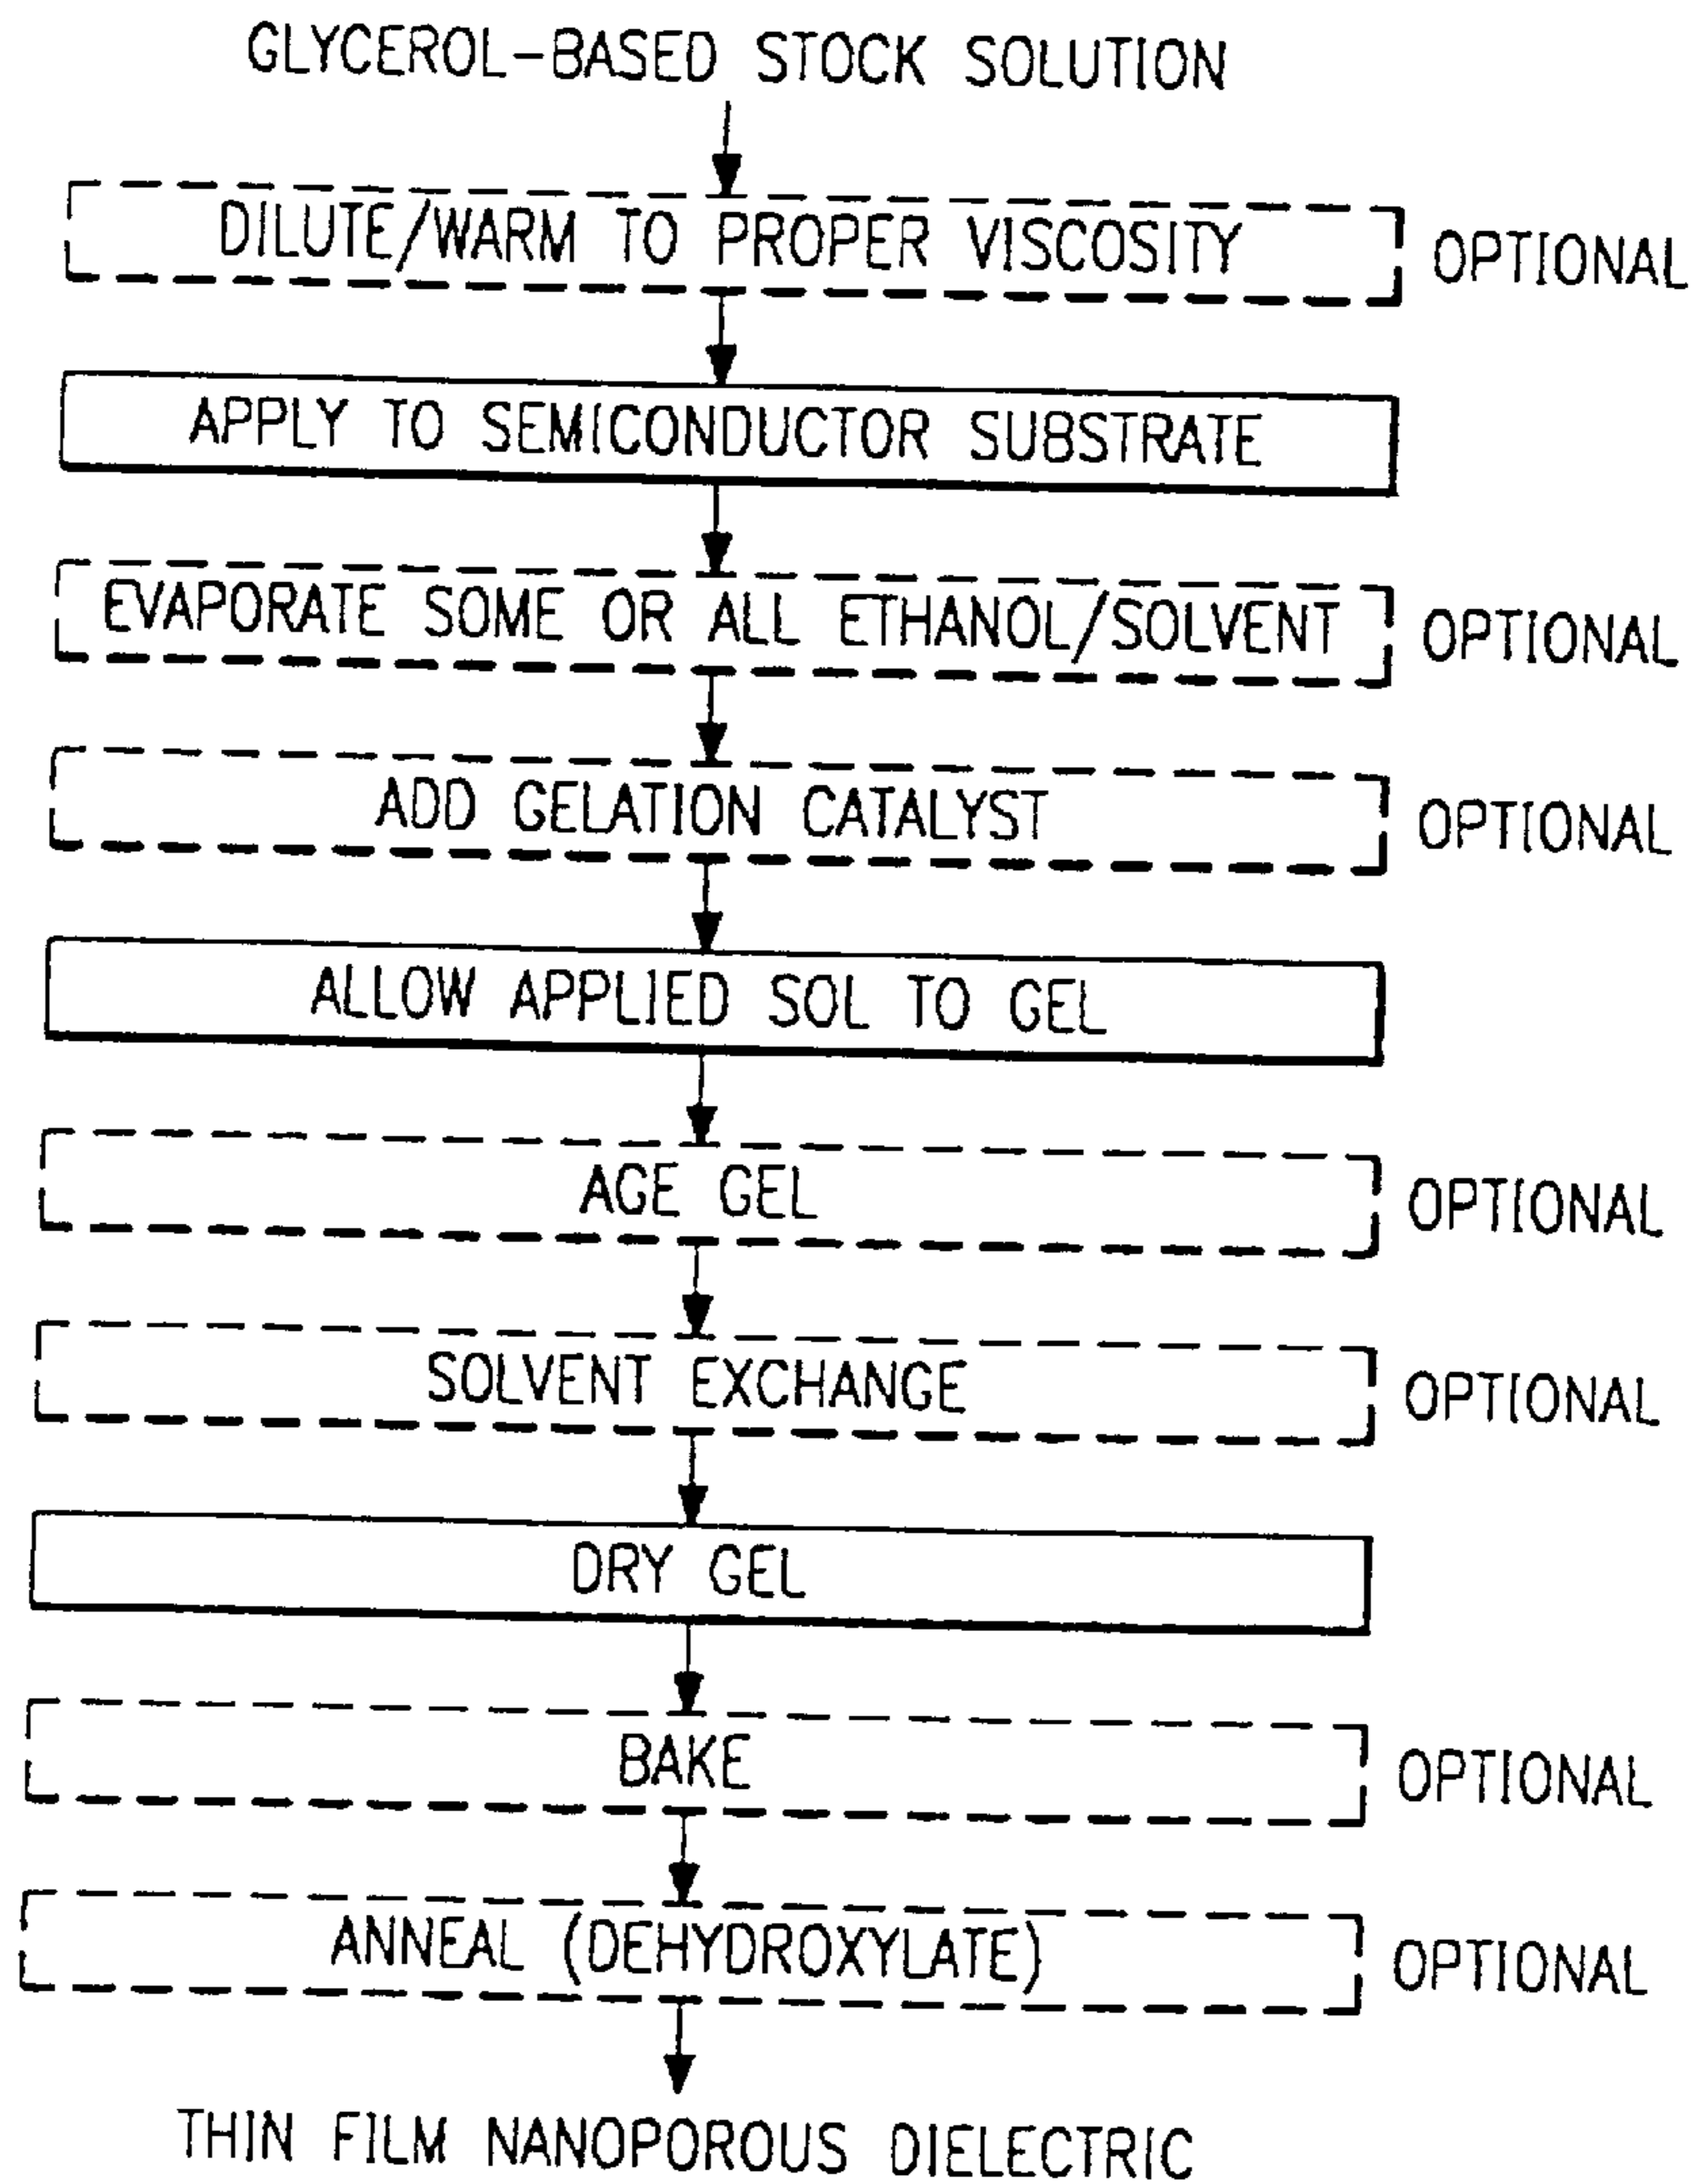 GLYCEROL-BASED STOCK SOLUTION
DILUTE/WARM TO PROPER VISCOSITY OPTIONAL
APPLY TO SEMICONDUCTOR SUBSTRATE
EVAPORATE SOME OR ALL ETHANOL/SOLVENT OPTIONAL
ADD GELATION CATALYST OPTIONAL
ALLOW APPLIED SOL TO GEL
AGE GEL OPTIONAL
SOLVENT EXCHANGE OPTIONAL
DRY GEL
BAKE OPTIONAL
ANNEAL (DEHYDROXYLATE) OPTIONAL
THIN FILM NANOPOROUS DIELECTRIC